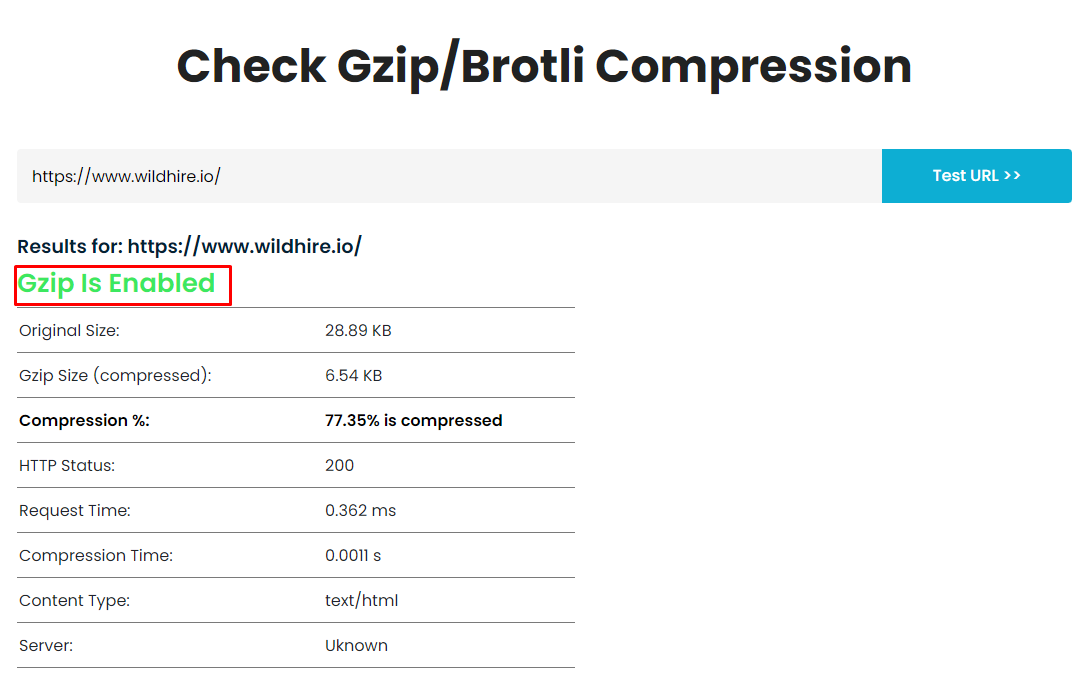 Check Gzip/Brotli Compression
https://www.wildhire.io/
Test URL >>
Results for: https://www.wildhire.io/
Gzip Is Enabled
Original Size: 28.89 KB
Gzip Size (compressed): 6.54 KB
Compression %: 77.35% is compressed
HTTP Status: 200
Request Time: 0.362 ms
Compression Time: 0.0011 s
Content Type: text/html
Server: Uknown